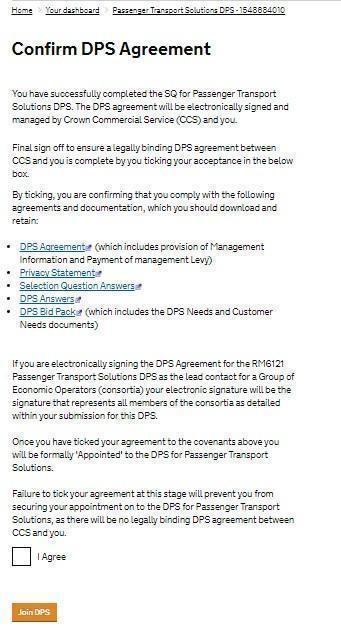 Home > Your dashboard > Passenger Transport Solutions DPS - 1548684010
Confirm DPS Agreement
You have successfully completed the SQ for Passenger Transport
Solutions DPS. The DPS agreement will be electronically signed and
managed by Crown Commercial Service (CCS) and you.
Final sign off to ensure a legally binding DPS agreement between
CCS and you is complete by you ticking your acceptance in the below
box.
By ticking, you are confirming that you comply with the following
agreements and documentation, which you should download and
retain:
• DPS Agreement (which includes provision of Management
Information and Payment of management Levy)
• Privacy Statement
• Selection Question Answers
• DPS Answers
• DPS Bid Pack (which includes the DPS Needs and Customer
Needs documents)
If you are electronically signing the DPS Agreement for the RM6121
Passenger Transport Solutions DPS as the lead contact for a Group of
Economic Operators (consortia) your electronic signature will be the
signature that represents all members of the consortia as detailed
within your submission for this DPS.
Once you have ticked your agreement to the covenants above you
will be formally 'Appointed' to the DPS for Passenger Transport
Solutions.
Failure to tick your agreement at this stage will prevent you from
securing your appointment on to the DPS for Passenger Transport
Solutions, as there will be no legally binding DPS agreement between
CCS and you.
I Agree
Join DPS